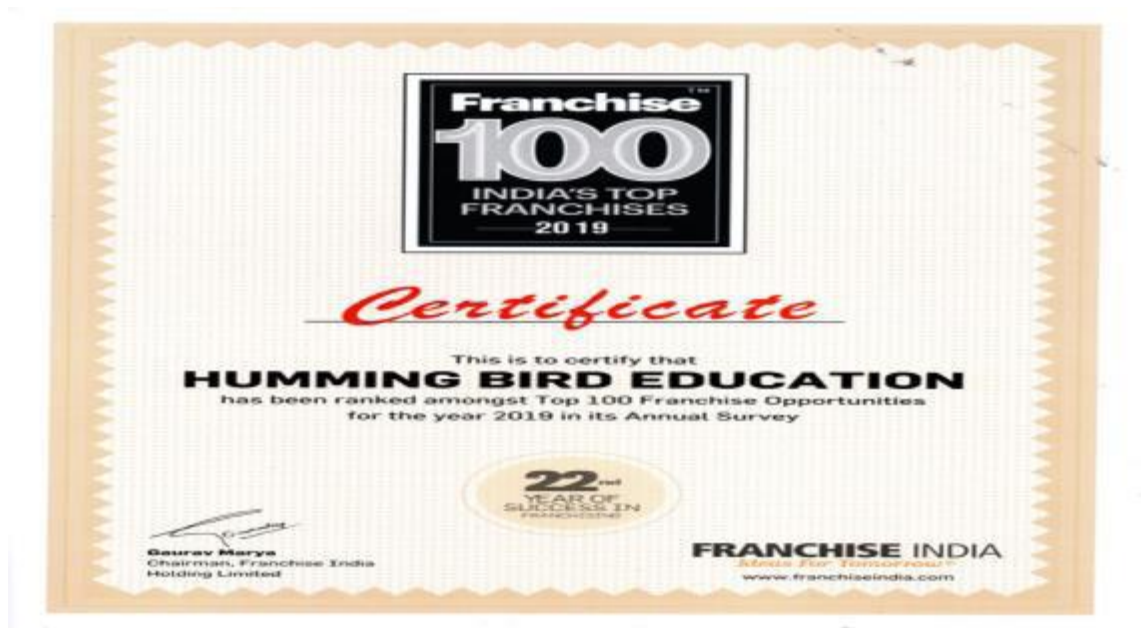 Franchise TM
100
INDIA'S TOP
FRANCHISES
2019
Certificate
This is to certify that
HUMMING BIRD EDUCATION
has been ranked amongst Top 100 Franchise Opportunities
for the year 2019 in its Annual Survey
22nd
YEAR OF
SUCCESS IN
FRANCHISING
Gaurav Marya
Chairman, Franchise India
Holding Limited
FRANCHISE INDIA
Ideas For Tomorrow
www.franchiseindia.com